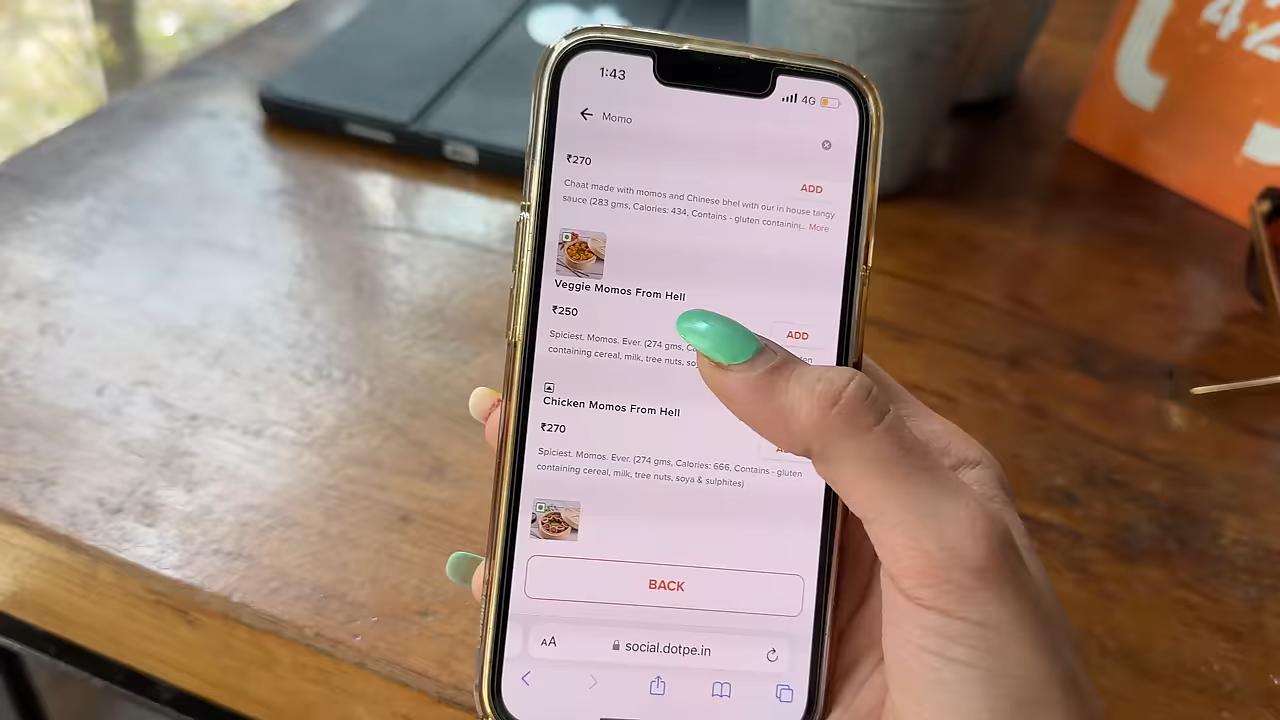 1:43
4G
Momo
₹270
ADD
Chaat made with momos and Chinese bhel with our in house tangy
sauce (283 gms, Calories: 434, Contains - gluten containin... More
Veggie Momos From Hell
₹250
ADD
Spiciest. Momos. Ever. (274 gms,
containing cereal, milk, tree nuts,
Chicken Momos From Hell
₹270
Spiciest. Momos. Ever. (274 gms, Calories: 666, Contains - gluten
containing cereal, milk, tree nuts, soya & sulphites)
BACK
AA
social.dotpe.in
42